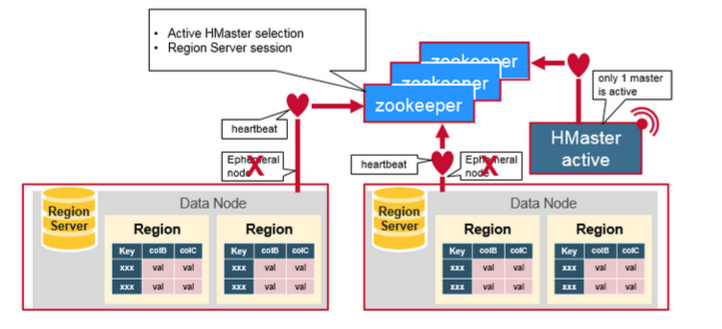 • Active HMaster selection
• Region Server session
zookeeper
zookeeper
zookeeper
only 1 master
is active
HMaster
active
heartbeat
Ephemeral
node
heartbeat
Ephemeral
node
Region
Server
Data Node
Region
Key colB colC
xxx val val
xxx val val
Region
Key colB colC
xxx val val
xxx val val
Region
Server
Data Node
Region
Key colB colC
xxx val val
xxx val val
Region
Key colB colC
xxx val val
xxx val val